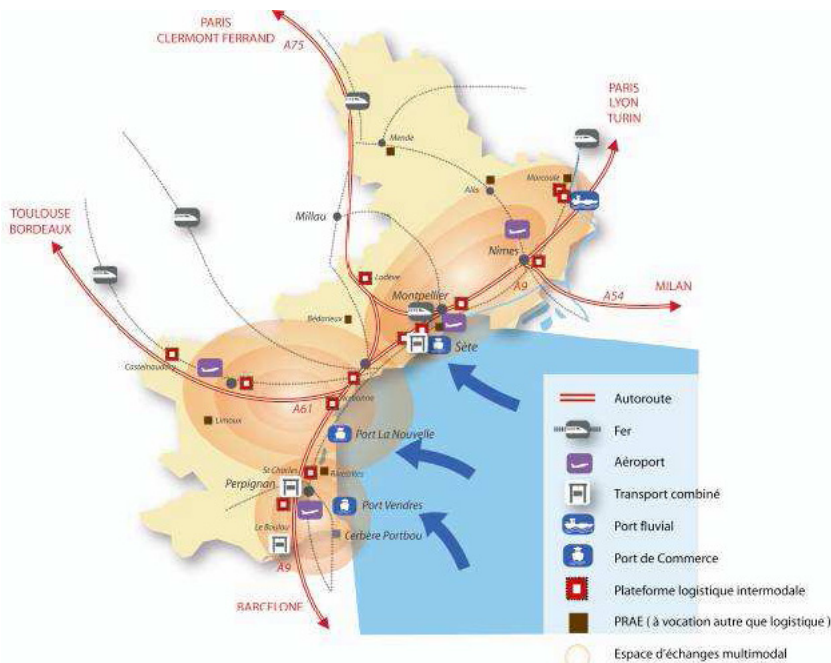 PARIS
CLERMONT FERRAND
A75
PARIS
LYON
TURIN
Mende
Alès
Marcoule
TOULOUSE
BORDEAUX
Millau
Nîmes
Lodève
A9
A54
MILAN
Montpellier
Bédarieux
Sète
Castelnaudary
A61
Narbonne
Limoux
Port La Nouvelle
St Charles
Rivesaltes
Perpignan
Port Vendres
Le Boulou
Cerbère Portbou
A9
BARCELONE
Autoroute
Fer
Aéroport
Transport combiné
Port fluvial
Port de Commerce
Plateforme logistique intermodale
PRAE ( à vocation autre que logistique )
Espace d'échanges multimodal